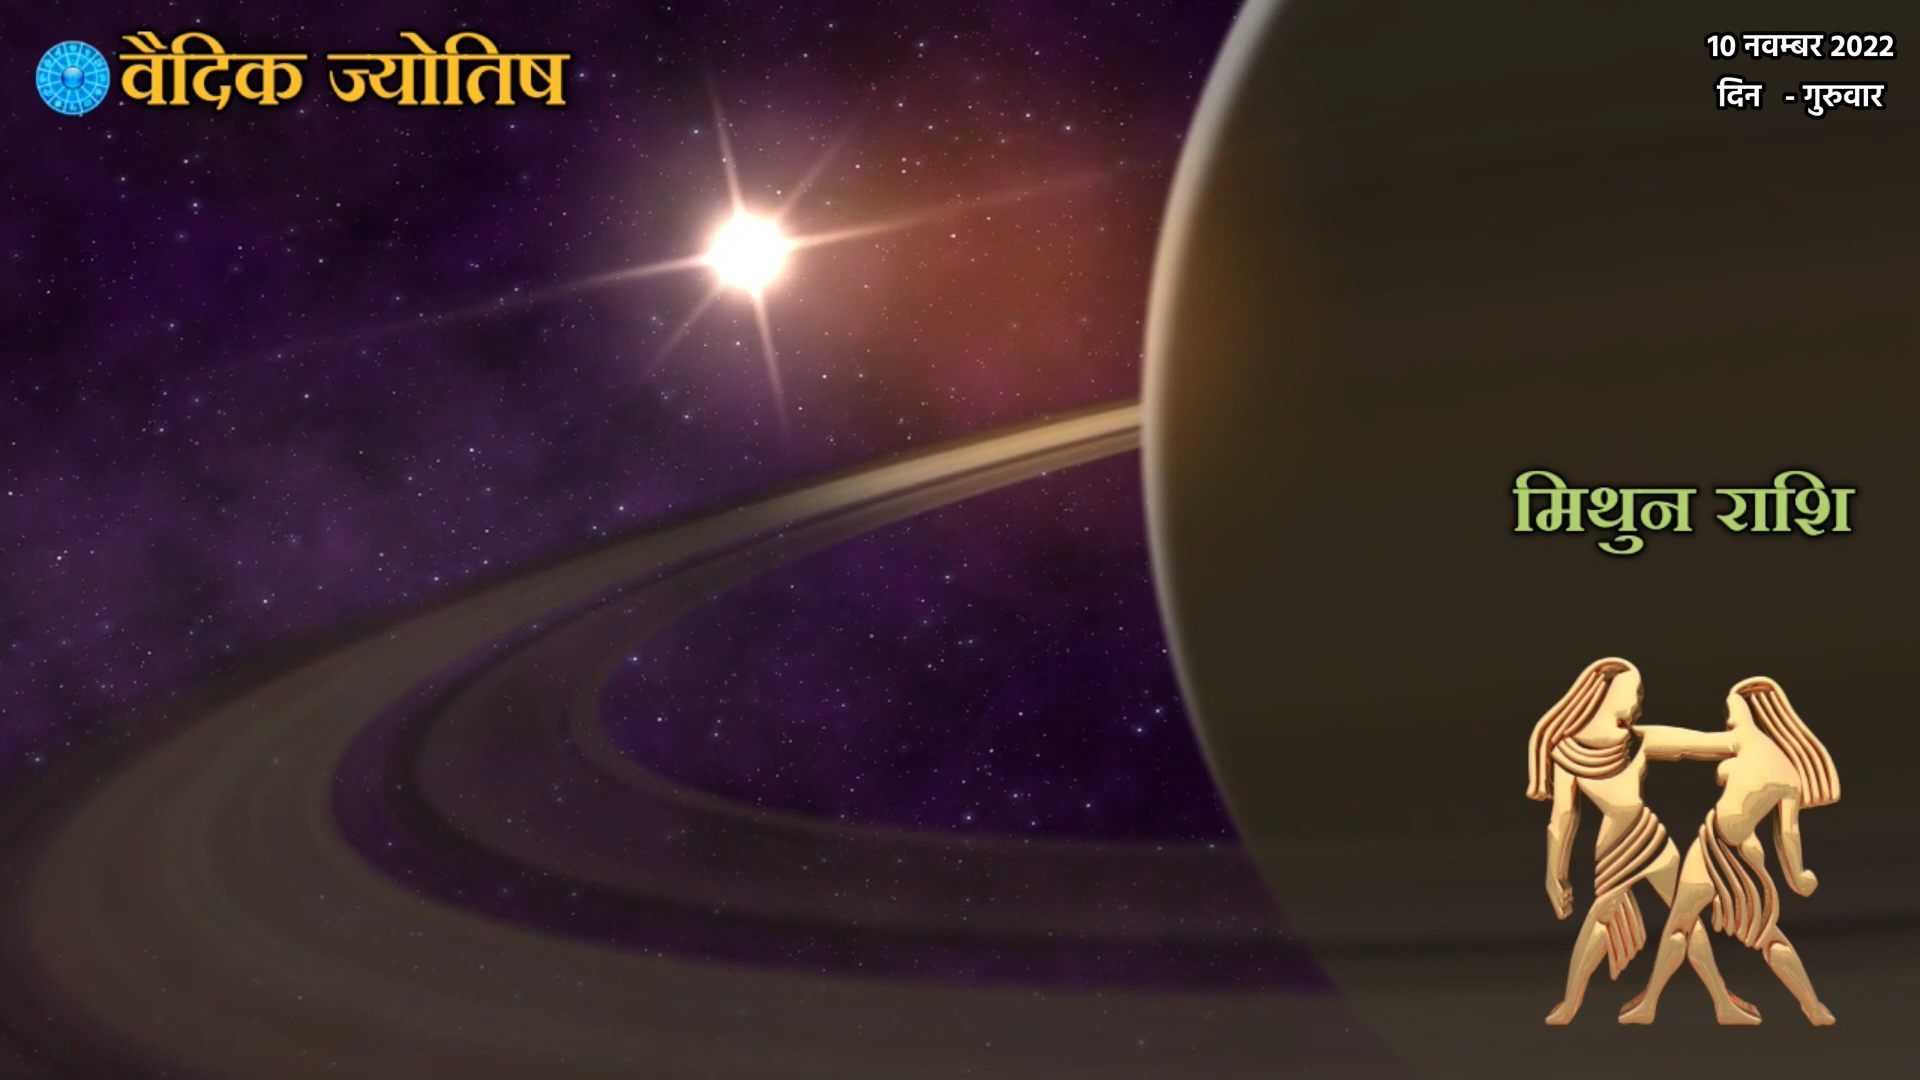 वैदिक ज्योतिष
10 नवम्बर 2022
दिन - गुरुवार
मिथुन राशि